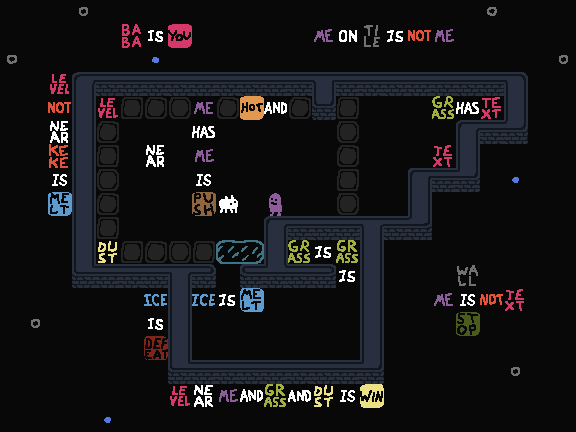 BABA IS YOU
ME ON TILE IS NOT ME
LEVEL NOT NEAR KEKE IS MELT
LEVEL ME HOT AND
GRASS HAS TEXT
HAS
NEAR ME TEXT
IS
PUSH
DUST GRASS IS GRASS
IS
WALL
ICE ICE IS MELT
ME IS NOT TEXT
IS STOP
DEFEAT
LEVEL NEAR ME AND GRASS AND DUST IS WIN